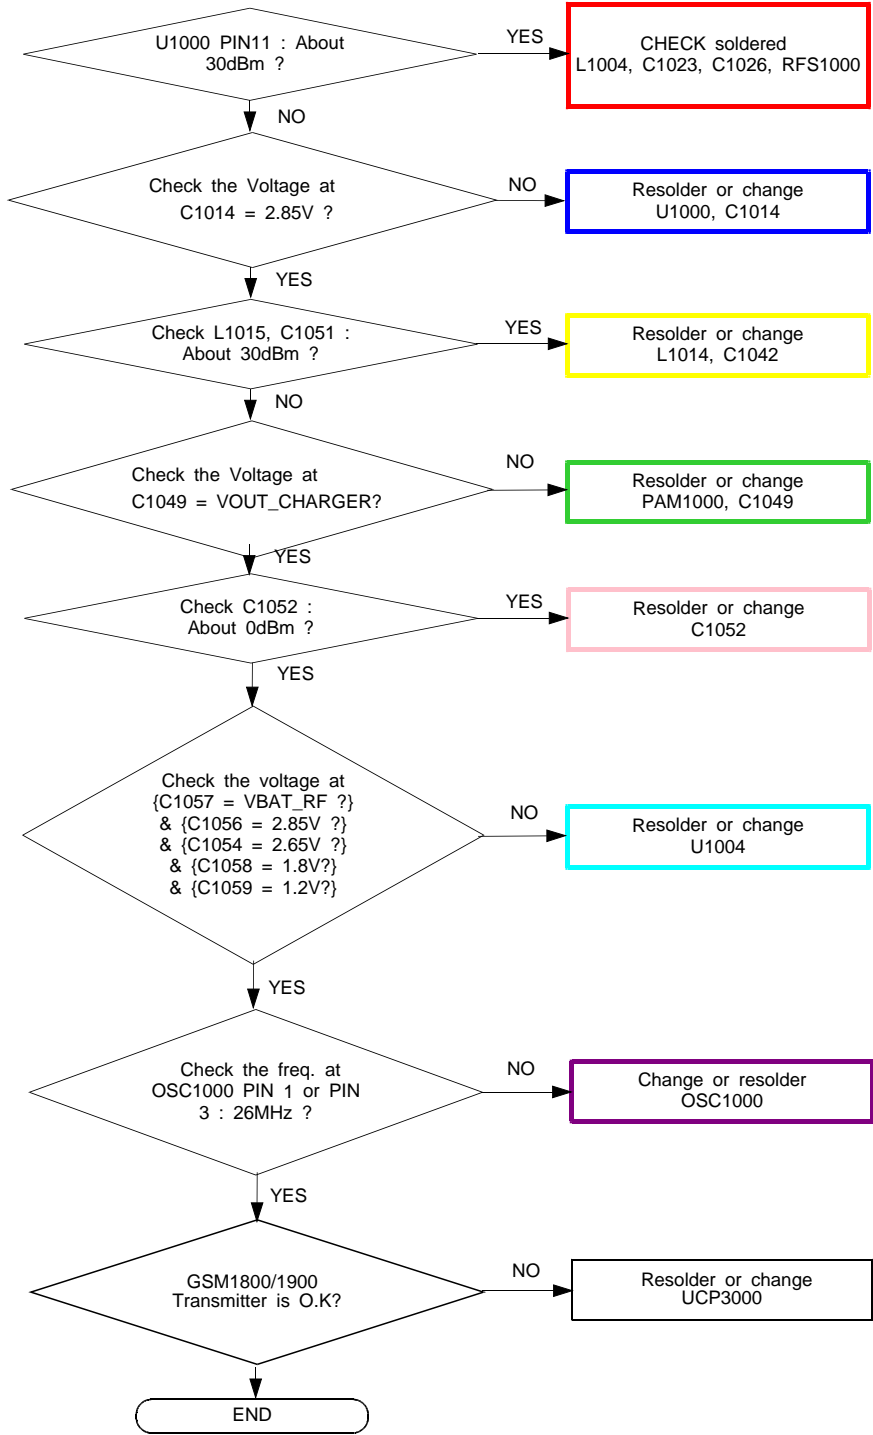 U1000 PIN11 : About
30dBm ?
YES
CHECK soldered
L1004, C1023, C1026, RFS1000
NO
Check the Voltage at
C1014 = 2.85V ?
NO
Resolder or change
U1000, C1014
YES
Check L1015, C1051 :
About 30dBm ?
YES
Resolder or change
L1014, C1042
NO
Check the Voltage at
C1049 = VOUT_CHARGER?
NO
Resolder or change
PAM1000, C1049
YES
Check C1052 :
About 0dBm ?
YES
Resolder or change
C1052
YES
Check the voltage at
{C1057 = VBAT_RF ?}
& {C1056 = 2.85V ?}
& {C1054 = 2.65V ?}
& {C1058 = 1.8V?}
& {C1059 = 1.2V?}
NO
Resolder or change
U1004
YES
Check the freq. at
OSC1000 PIN 1 or PIN
3 : 26MHz ?
NO
Change or resolder
OSC1000
YES
GSM1800/1900
Transmitter is O.K?
NO
Resolder or change
UCP3000
END